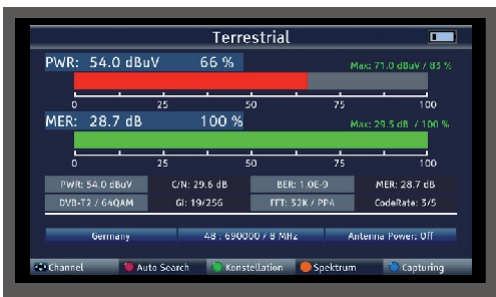 Terrestrial
PWR: 54.0 dBuV 66 % Max: 71.0 dBuV / 83 %
0 25 50 75 100
MER: 28.7 dB 100 % Max: 29.5 dB / 100 %
0 25 50 75 100
PWR: 54.0 dBuV C/N: 29.6 dB BER: 1.0E-9 MER: 28.7 dB
DVB-T2 / 64QAM GI: 19/256 FFT: 32K / PP4 CodeRate: 3/5
Germany 48 : 690000 / 8 MHz Antenna Power: Off
Channel Auto Search Konstellation Spektrum Capturing